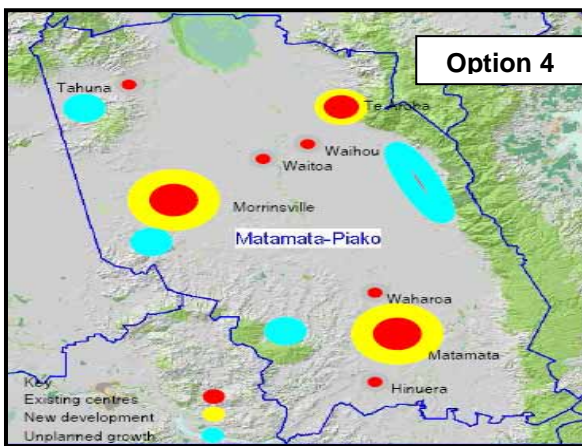 Option 4
Tahuna
Te Aroha
Waihou
Waitoa
Morrinsville
Matamata-Piako
Waharoa
Matamata
Hinuera
Key
Existing centres
New development
Unplanned growth